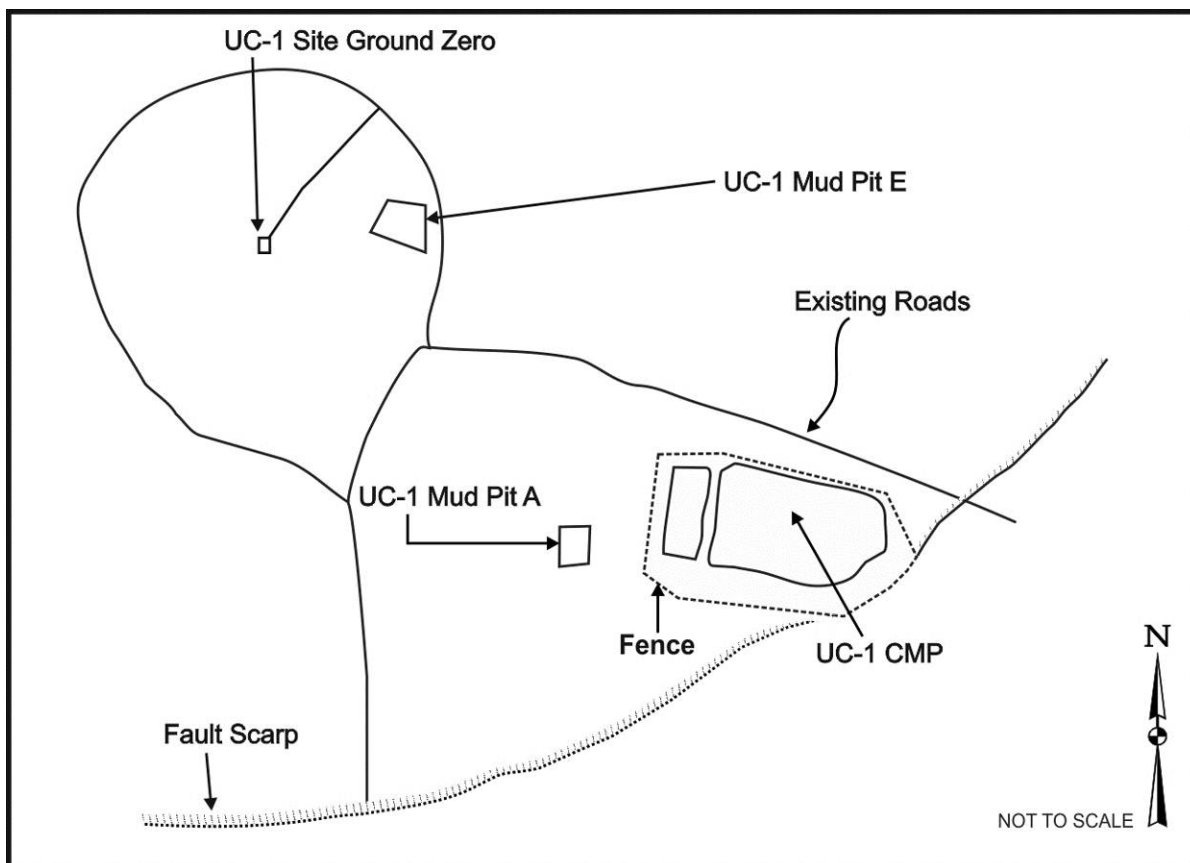 UC-1 Site Ground Zero
UC-1 Mud Pit E
Existing Roads
UC-1 Mud Pit A
Fence
UC-1 CMP
N
Fault Scarp
NOT TO SCALE